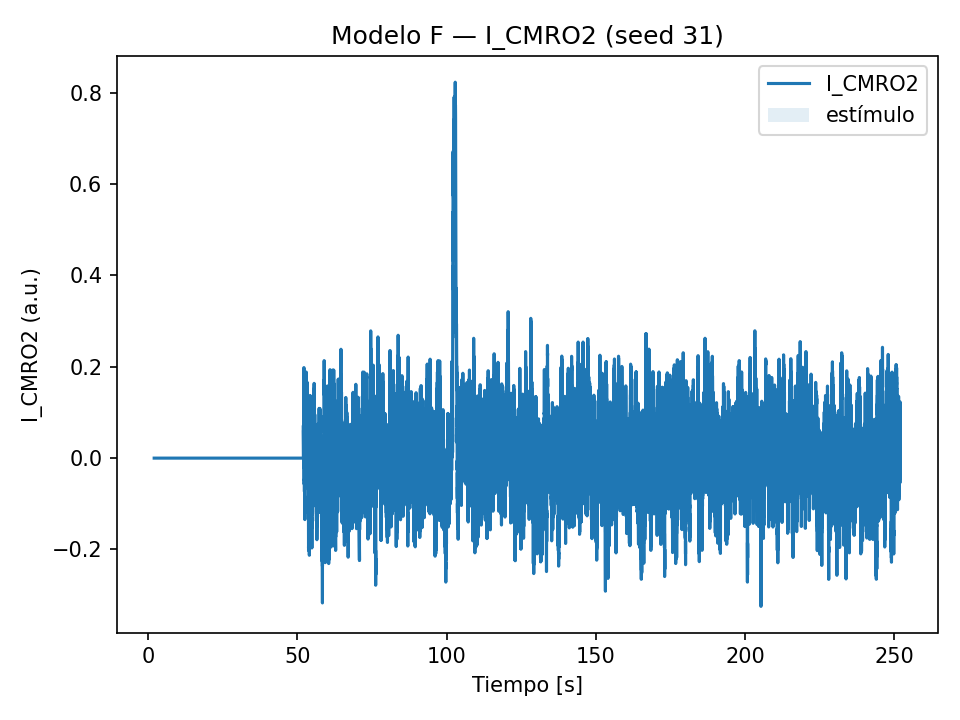 Modelo F — I_CMRO2 (seed 31)
I_CMRO2
estímulo
I_CMRO2 (a.u.)
0.8
0.6
0.4
0.2
0.0
−0.2
0 50 100 150 200 250
Tiempo [s]